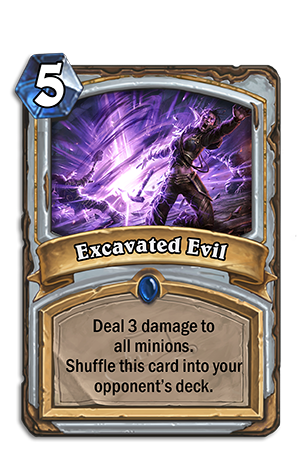 5
Excavated Evil
Deal 3 damage to
all minions.
Shuffle this card into your
opponent's deck.